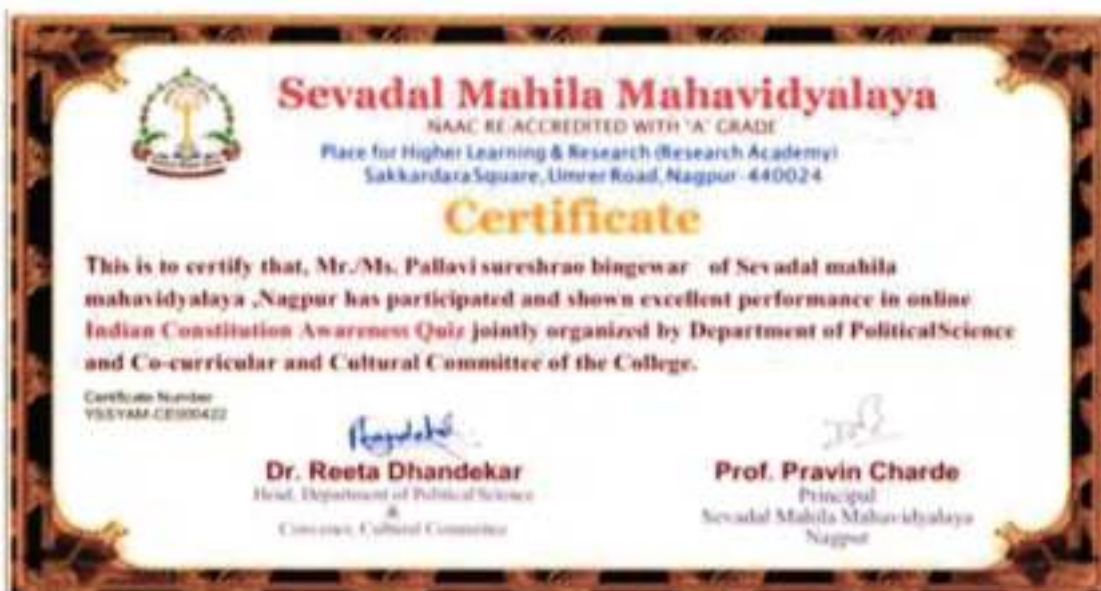 Sevadal Mahila Mahavidyalaya
NAAC RE-ACCREDITED WITH "A" GRADE
Place for Higher Learning & Research (Research Academy)
Sakkardara Square, Umrer Road, Nagpur - 440024
Certificate
This is to certify that, Mr./Ms. Pallavi sureshrao bingewar of Sevadal mahila
mahavidyalaya ,Nagpur has participated and shown excellent performance in online
Indian Constitution Awareness Quiz jointly organized by Department of PoliticalScience
and Co-curricular and Cultural Committee of the College.
Certificate Number
Dr. Reeta Dhandekar
Head, Department of Political Science
&
Convener, Cultural Committee
Prof. Pravin Charde
Principal
Sevadal Mahila Mahavidyalaya
Nagpur